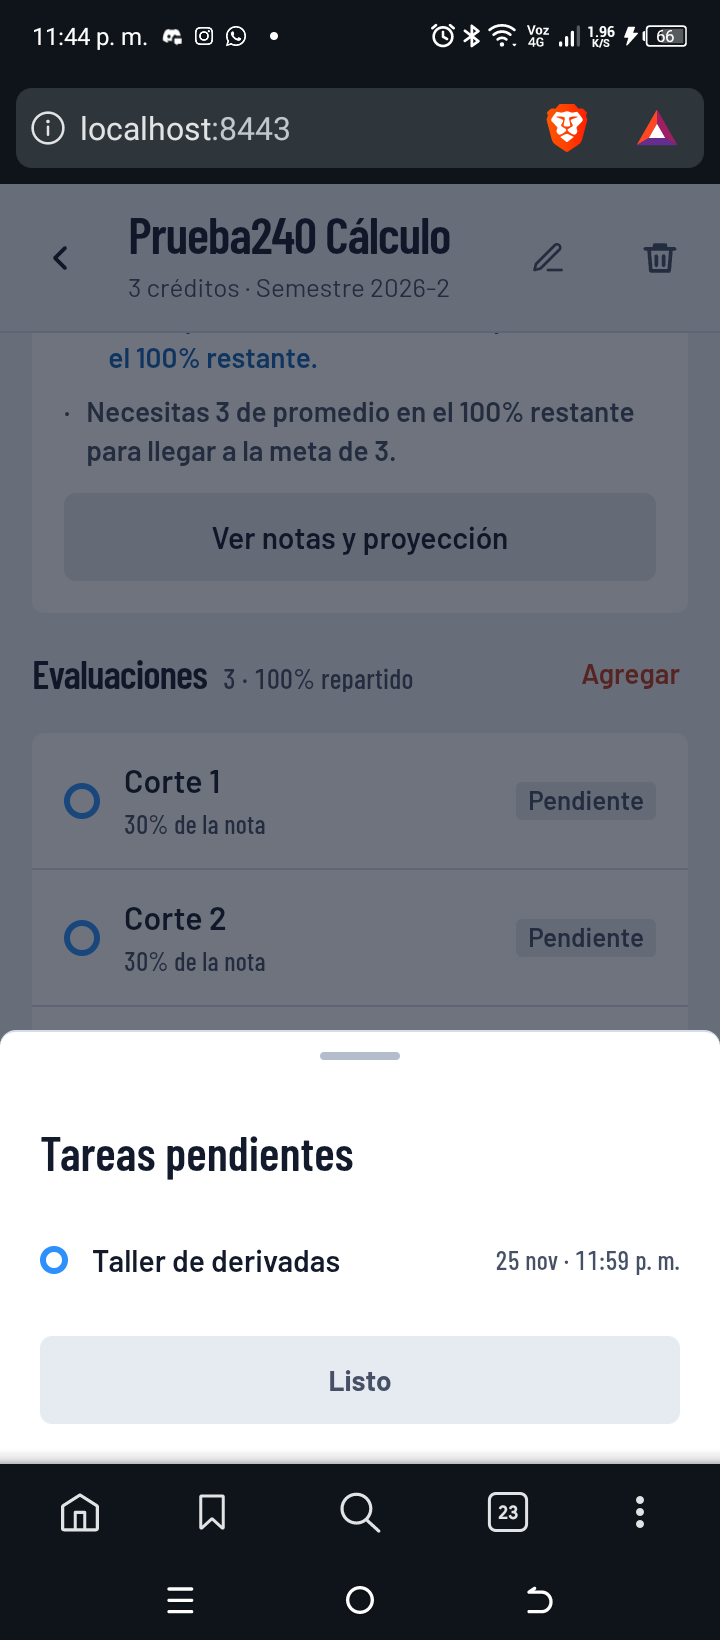 11:44 p. m.
Voz
4G
1.96
K/S
66
localhost:8443
Prueba240 Cálculo
3 créditos · Semestre 2026-2
el 100% restante.
· Necesitas 3 de promedio en el 100% restante
para llegar a la meta de 3.
Ver notas y proyección
Evaluaciones 3 · 100% repartido
Agregar
Corte 1
30% de la nota
Pendiente
Corte 2
30% de la nota
Pendiente
Tareas pendientes
Taller de derivadas
25 nov · 11:59 p. m.
Listo
23